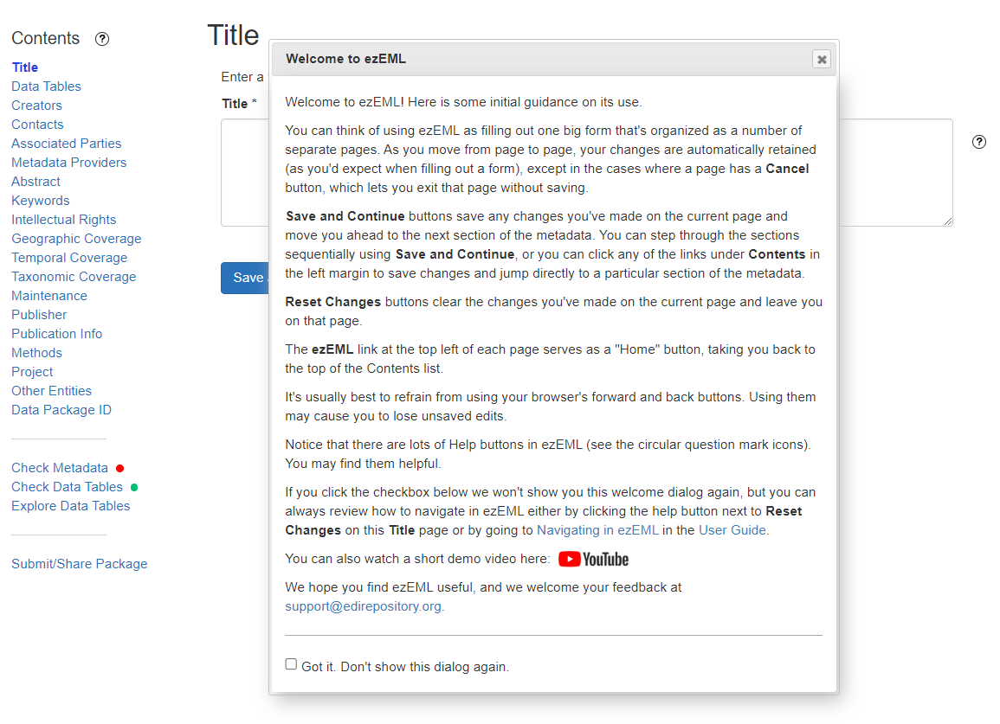 Contents ?
Title
Data Tables
Creators
Contacts
Associated Parties
Metadata Providers
Abstract
Keywords
Intellectual Rights
Geographic Coverage
Temporal Coverage
Taxonomic Coverage
Maintenance
Publisher
Publication Info
Methods
Project
Other Entities
Data Package ID
Check Metadata
Check Data Tables
Explore Data Tables
Submit/Share Package
Title
Enter a
Title *
?
Save
Welcome to ezEML
Welcome to ezEML! Here is some initial guidance on its use.
You can think of using ezEML as filling out one big form that's organized as a number of
separate pages. As you move from page to page, your changes are automatically retained
(as you'd expect when filling out a form), except in the cases where a page has a Cancel
button, which lets you exit that page without saving.
Save and Continue buttons save any changes you've made on the current page and
move you ahead to the next section of the metadata. You can step through the sections
sequentially using Save and Continue, or you can click any of the links under Contents in
the left margin to save changes and jump directly to a particular section of the metadata.
Reset Changes buttons clear the changes you've made on the current page and leave you
on that page.
The ezEML link at the top left of each page serves as a "Home" button, taking you back to
the top of the Contents list.
It's usually best to refrain from using your browser's forward and back buttons. Using them
may cause you to lose unsaved edits.
Notice that there are lots of Help buttons in ezEML (see the circular question mark icons).
You may find them helpful.
If you click the checkbox below we won't show you this welcome dialog again, but you can
always review how to navigate in ezEML either by clicking the help button next to Reset
Changes on this Title page or by going to Navigating in ezEML in the User Guide.
You can also watch a short demo video here: YouTube
We hope you find ezEML useful, and we welcome your feedback at
support@edirepository.org.
Got it. Don't show this dialog again.